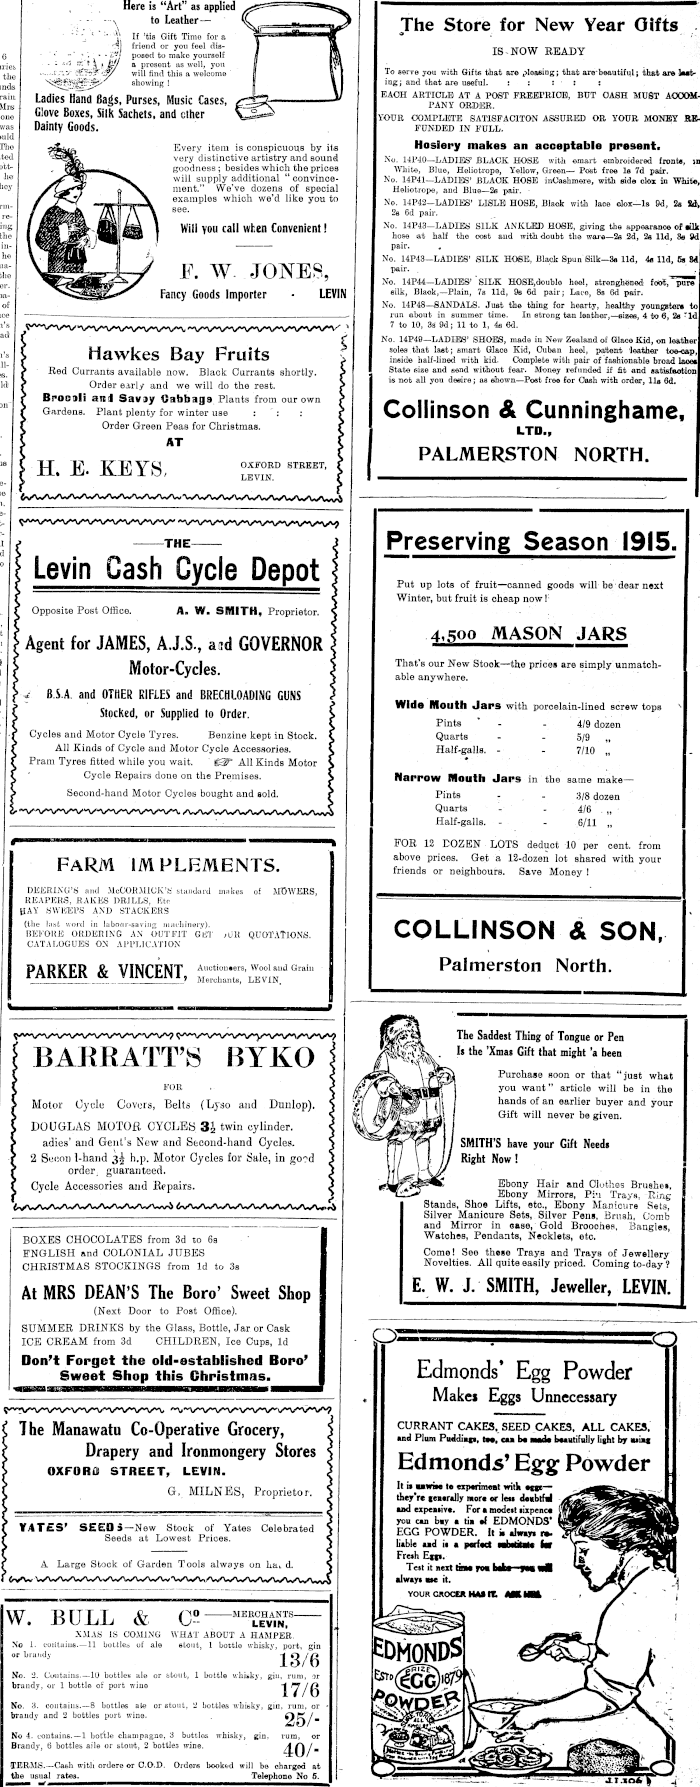 Here is "Art" as applied
to Leather—
If 'tis Gift Time for a
friend or you feel dis-
posed to make yourself
a present as well, you
will find this a welcome
showing !
Ladies Hand Bags, Purses, Music Cases,
Glove Boxes, Silk Sachets, and other
Dainty Goods.
Every item is conspicuous by its
very distinctive artistry and sound
goodness ; besides which the prices
will supply additional "convince-
ment." We've dozens of special
examples which we'd like you to
see.
Will you call when Convenient !
F. W. JONES,
Fancy Goods Importer - LEVIN
Hawkes Bay Fruits
Red Currants available now. Black Currants shortly.
Order early and we will do the rest.
Brocoli and Savoy Cabbage Plants from our own
Gardens. Plant plenty for winter use : : :
Order Green Peas for Christmas.
AT
H. E. KEYS,
OXFORD STREET,
LEVIN.
THE
Levin Cash Cycle Depot
Opposite Post Office. A. W. SMITH, Proprietor.
Agent for JAMES, A.J.S., and GOVERNOR
Motor-Cycles.
B.S.A. and OTHER RIFLES and BRECHLOADING GUNS
Stocked, or Supplied to Order.
Cycles and Motor Cycle Tyres. Benzine kept in Stock.
All Kinds of Cycle and Motor Cycle Accessories.
Pram Tyres fitted while you wait. All Kinds Motor
Cycle Repairs done on the Premises.
Second-hand Motor Cycles bought and sold.
FARM IMPLEMENTS.
DEERING'S and McCORMICK'S standard makes of MOWERS,
REAPERS, RAKES DRILLS, Etc
HAY SWEEPS AND STACKERS
(the last word in labour-saving machinery).
BEFORE ORDERING AN OUTFIT GET OUR QUOTATIONS.
CATALOGUES ON APPLICATION
PARKER & VINCENT,
Auctioneers, Wool and Grain
Merchants, LEVIN,
BARRATT'S BYKO
FOR
Motor Cycle Covers, Belts (Lyso and Dunlop).
DOUGLAS MOTOR CYCLES 3½ twin cylinder.
adies' and Gent's New and Second-hand Cycles.
2 Second-hand 3½ h.p. Motor Cycles for Sale, in good
order, guaranteed.
Cycle Accessories and Repairs.
BOXES CHOCOLATES from 3d to 6s
ENGLISH and COLONIAL JUBES
CHRISTMAS STOCKINGS from 1d to 3s
At MRS DEAN'S The Boro' Sweet Shop
(Next Door to Post Office).
SUMMER DRINKS by the Glass, Bottle, Jar or Cask
ICE CREAM from 3d CHILDREN, Ice Cups, 1d
Don't Forget the old-established Boro'
Sweet Shop this Christmas.
The Manawatu Co-Operative Grocery,
Drapery and Ironmongery Stores
OXFORD STREET, LEVIN.
G. MILNES, Proprietor.
YATES' SEEDS—New Stock of Yates Celebrated
Seeds at Lowest Prices.
A Large Stock of Garden Tools always on hand.
W. BULL & Co
—MERCHANTS—
LEVIN,
XMAS IS COMING WHAT ABOUT A HAMPER.
No 1. contains.—11 bottles of ale stout, 1 bottle whisky, port, gin
or brandy 13/6
No. 2. Contains.—10 bottles ale or stout, 1 bottle whisky, gin, rum, or
brandy, or 1 bottle of port wine 17/6
No. 3. contains.—8 bottles ale or stout, 2 bottles whisky, gin, rum, or
brandy and 2 bottles port wine. 25/-
No 4. contains.—1 bottle champagne, 3 bottles whisky, gin, rum, or
Brandy, 6 bottles aile or stout, 2 bottles wine. 40/-
TERMS.—Cash with ordere or C.O.D. Orders booked will be charged at
the usual rates. Telephone No 5.
The Store for New Year Gifts
IS NOW READY
To serve you with Gifts that are pleasing; that are beautiful; that are last-
ing; and that are useful. : : : :
EACH ARTICLE AT A POST FREEPRICE, BUT CASH MUST ACCOM-
PANY ORDER.
YOUR COMPLETE SATISFACITON ASSURED OR YOUR MONEY RE-
FUNDED IN FULL.
Hosiery makes an acceptable present.
No. 14P40—LADIES' BLACK HOSE with smart embroidered fronts, in
White, Blue, Heliotrope, Yellow, Green— Post free 1s 7d pair.
No. 14P41—LADIES' BLACK HOSE inCashmere, with side clox in White,
Heliotrope, and Blue—2s pair.
No. 14P42—LADIES' LISLE HOSE, Black with lace clox—1s 9d, 2s 2d,
2s 6d pair.
No. 14P43—LADIES SILK ANKLED HOSE, giving the appearance of silk
hose at half the cost and with doubt the ware—2s 2d, 2s 11d, 3s 9d
pair.
No. 14P43—LADIES' SILK HOSE, Black Spun Silk—3s 11d, 4s 11d, 5s 8d
pair.
No. 14P44—LADIES' SILK HOSE,double heel, strengthened foot, pure
silk, Black,—Plain, 7s 11d, 9s 6d pair; Lace, 8s 6d pair.
No. 14P48—SANDALS. Just the thing for hearty, healthy youngsters to
run about in summer time. In strong tan leather,—sizes, 4 to 6, 2s 11d
7 to 10, 3s 9d; 11 to 1, 4s 6d.
No. 14P49—LADIES' SHOES, made in New Zealand of Glace Kid, on leather
soles that last; smart Glace Kid, Cuban heel, patent leather toe-cap,
inside half-lined with kid. Complete with pair of fashionable broad laces
State size and send without fear. Money refunded if fit and satisfaction
is not all you desire; as shown—Post free for Cash with order, 11s 6d.
Collinson & Cunninghame,
LTD.,
PALMERSTON NORTH.
Preserving Season 1915.
Put up lots of fruit—canned goods will be dear next
Winter, but fruit is cheap now!
4,500 MASON JARS
That's our New Stock—the prices are simply unmatch-
able anywhere.
Wide Mouth Jars with porcelain-lined screw tops
Pints - - 4/9 dozen
Quarts - - 5/9 „
Half-galls. - - 7/10 „
Narrow Mouth Jars in the same make—
Pints - - 3/8 dozen
Quarts - - 4/6 „
Half-galls. - - 6/11 „
FOR 12 DOZEN LOTS deduct 10 per cent. from
above prices. Get a 12-dozen lot shared with your
friends or neighbours. Save Money !
COLLINSON & SON,
Palmerston North.
The Saddest Thing of Tongue or Pen
Is the 'Xmas Gift that might 'a been
Purchase soon or that "just what
you want" article will be in the
hands of an earlier buyer and your
Gift will never be given.
SMITH'S have your Gift Needs
Right Now !
Ebony Hair and Clothes Brushes,
Ebony Mirrors, Pin Trays, Ring
Stands, Shoe Lifts, etc., Ebony Manicure Sets,
Silver Manicure Sets, Silver Pens, Brush, Comb
and Mirror in case, Gold Brooches, Bangles,
Watches, Pendants, Necklets, etc.
Come! See these Trays and Trays of Jewellery
Novelties. All quite easily priced. Coming to-day ?
E. W. J. SMITH, Jeweller, LEVIN.
Edmonds' Egg Powder
Makes Eggs Unnecessary
CURRANT CAKES, SEED CAKES, ALL CAKES,
and Plum Puddings, too, can be made beautifully light by using
Edmonds' Egg Powder
It is unwise to experiment with eggs—
they're generally more or less doubtful
and expensive. For a modest sixpence
you can buy a tin of EDMONDS'
EGG POWDER. It is always re-
liable and is a perfect substitute for
Fresh Eggs.
Test it next time you bake—you will
always use it.
YOUR GROCER HAS IT. ASK HIM.
EDMONDS
PRIZE
ESTD EGG 1879
POWDER